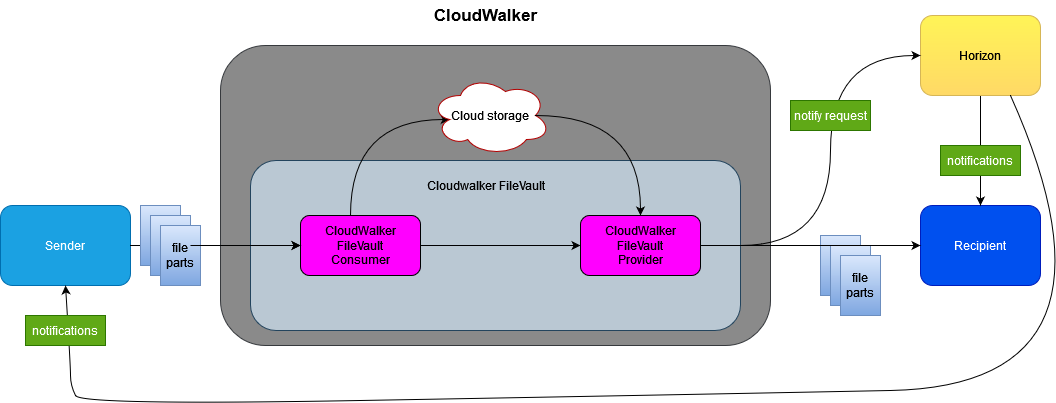 CloudWalker
Horizon
Cloud storage
notify request
notifications
Cloudwalker FileVault
Sender
file
parts
CloudWalker
FileVault
Consumer
CloudWalker
FileVault
Provider
Recipient
file
parts
notifications